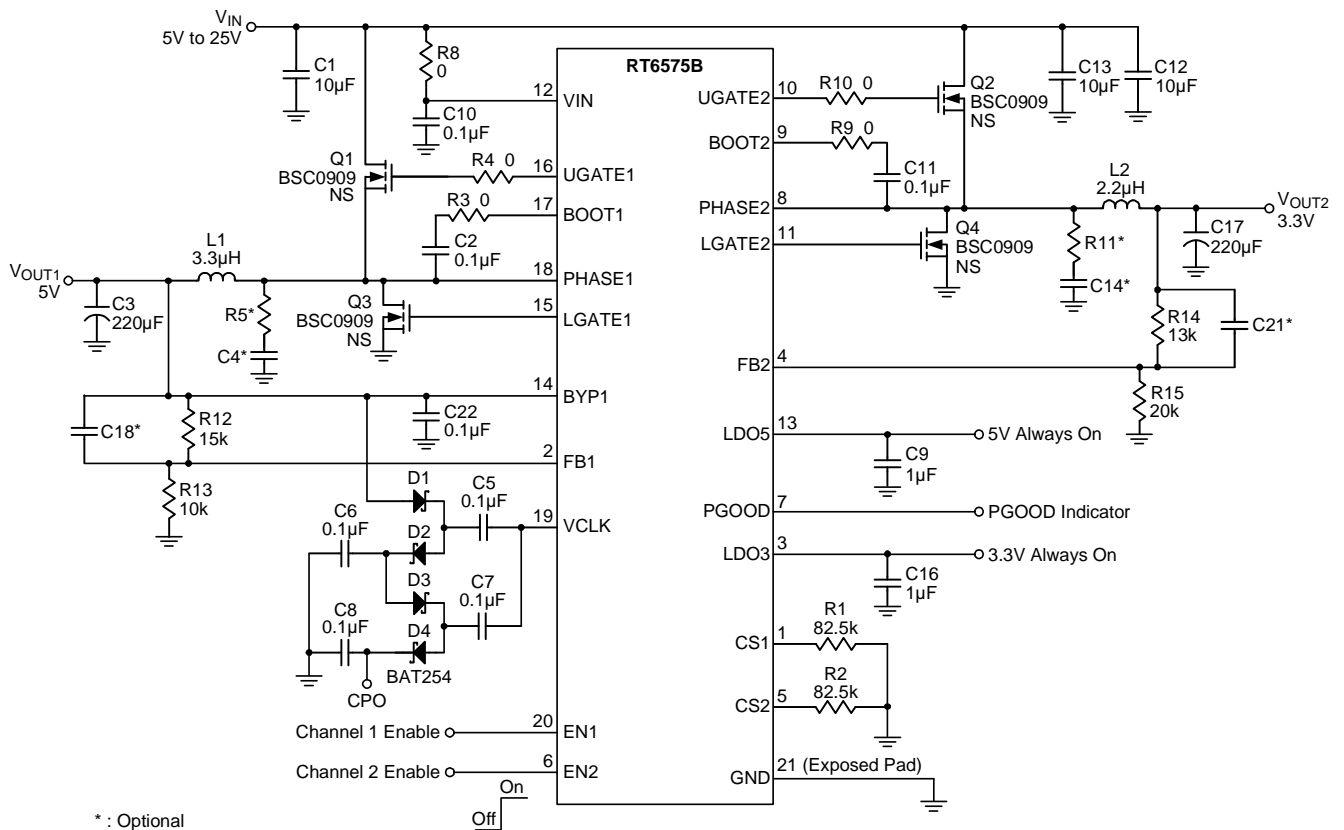 V_IN
5V to 25V
C1
10µF
R8
0
12
VIN
C10
0.1µF
Q1
BSC0909
NS
R4 0
16
UGATE1
R3 0
17
BOOT1
C2
0.1µF
L1
3.3µH
V_OUT1
5V
C3
220µF
R5*
C4*
18
PHASE1
Q3
BSC0909
NS
15
LGATE1
14
BYP1
C22
0.1µF
C18*
R12
15k
2
FB1
R13
10k
D1
C5
0.1µF
19
VCLK
C6
0.1µF
D2
D3
C7
0.1µF
C8
0.1µF
D4
BAT254
CPO
Channel 1 Enable
20
EN1
Channel 2 Enable
6
EN2
On
Off
* : Optional
RT6575B
UGATE2
10
R10 0
Q2
BSC0909
NS
C13
10µF
C12
10µF
BOOT2
9
R9 0
C11
0.1µF
PHASE2
8
L2
2.2µH
V_OUT2
3.3V
LGATE2
11
Q4
BSC0909
NS
R11*
C14*
C17
220µF
R14
13k
C21*
FB2
4
R15
20k
LDO5
13
5V Always On
C9
1µF
PGOOD
7
PGOOD Indicator
LDO3
3
3.3V Always On
C16
1µF
CS1
1
R1
82.5k
CS2
5
R2
82.5k
GND
21 (Exposed Pad)